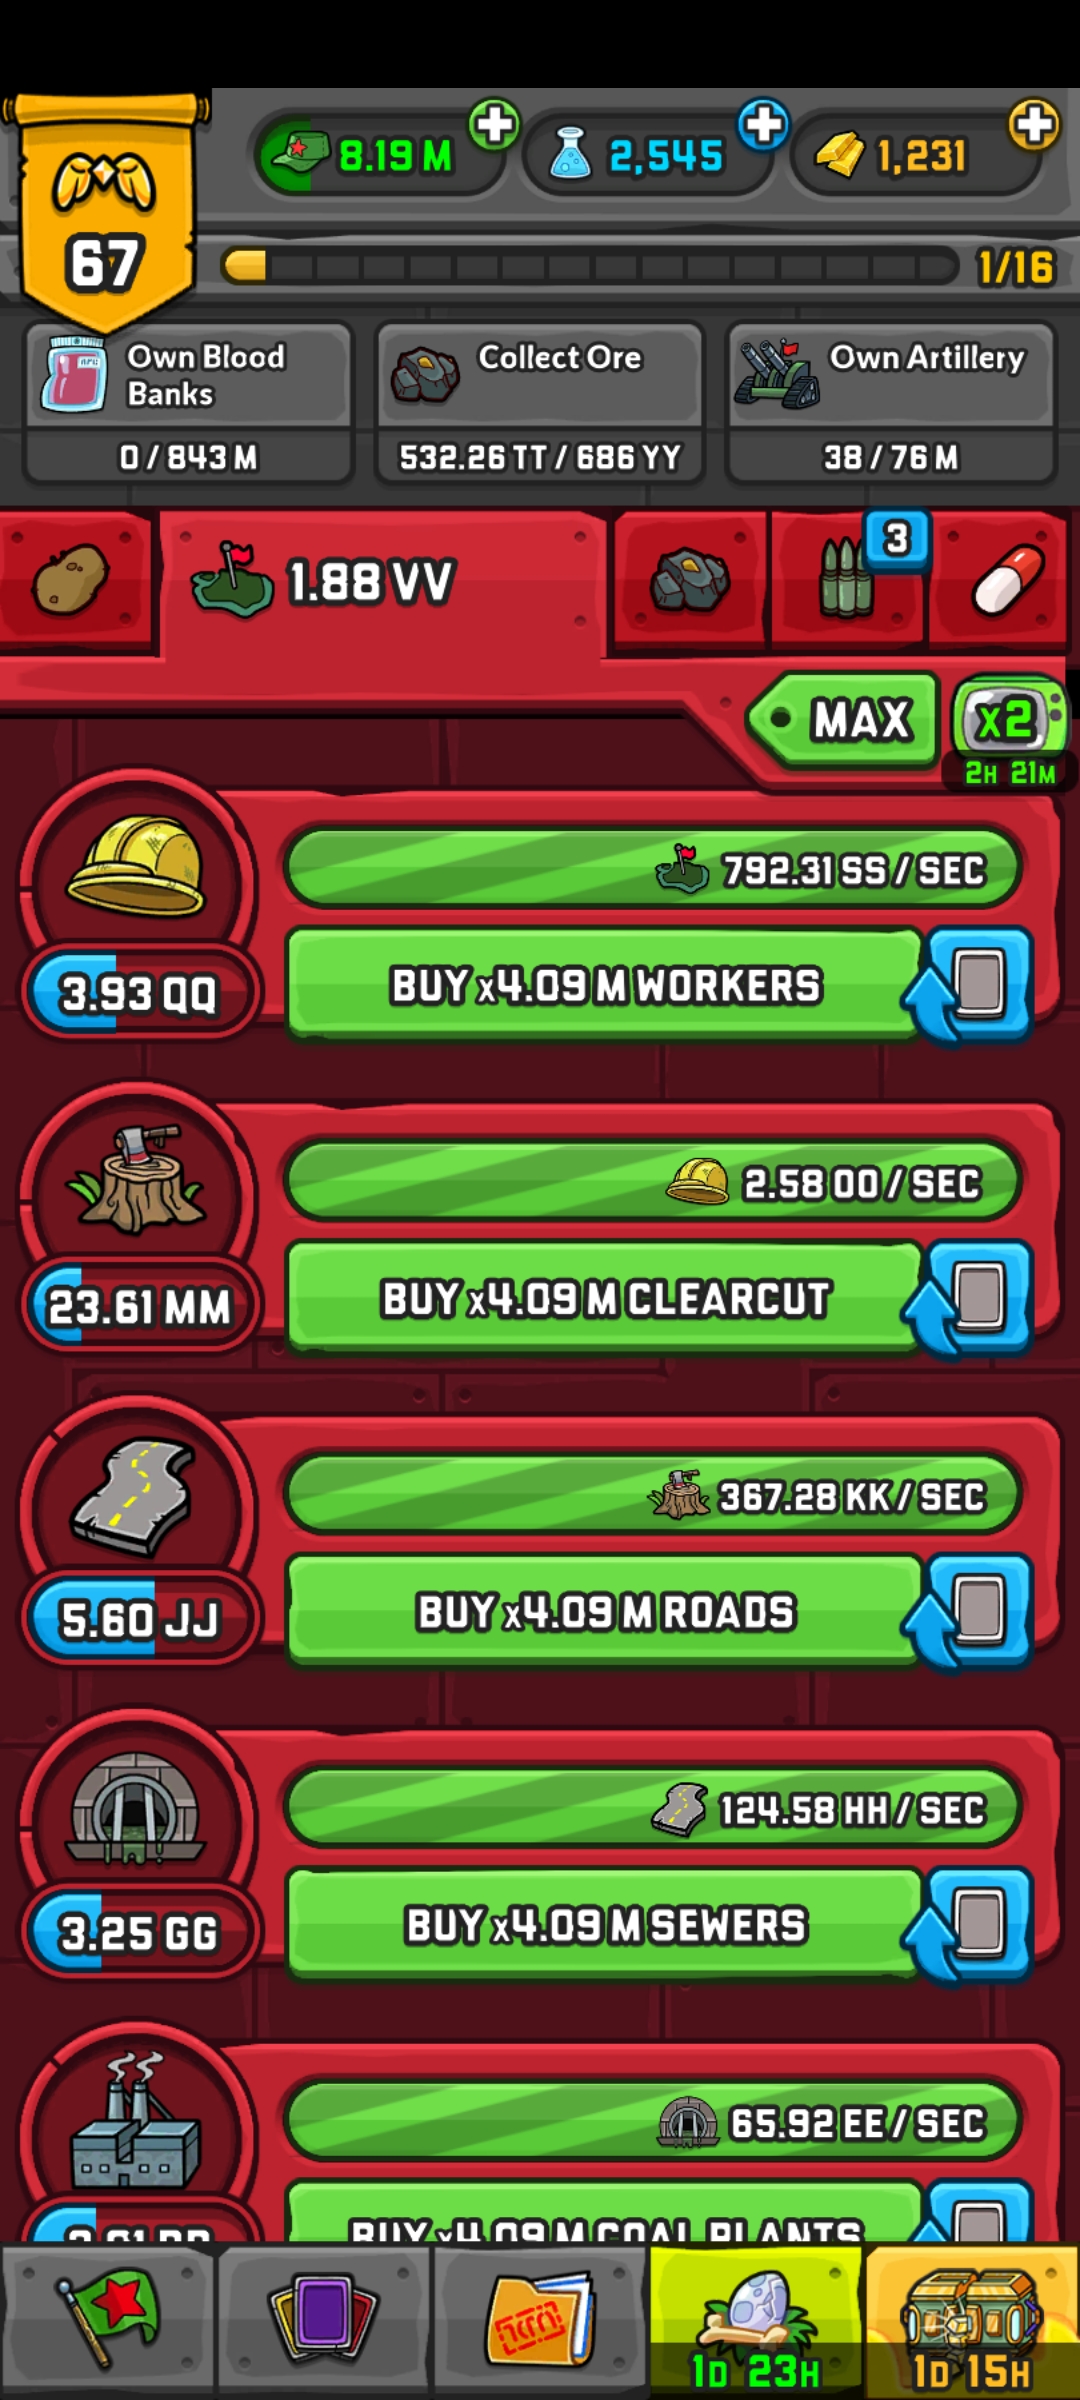 67
8.19 M
2,545
1,231
1/16
Own Blood
Banks
0 / 843 M
Collect Ore
532.26 TT / 686 YY
Own Artillery
38 / 76 M
1.88 VV
3
MAX
x2
2H 21M
792.31 SS / SEC
3.93 QQ
BUY x4.09 M WORKERS
2.58 OO / SEC
23.61 MM
BUY x4.09 M CLEARCUT
367.28 KK / SEC
5.60 JJ
BUY x4.09 M ROADS
124.58 HH / SEC
3.25 GG
BUY x4.09 M SEWERS
65.92 EE / SEC
BUY x4.09 M COAL PLANTS
1D 23H
1D 15H